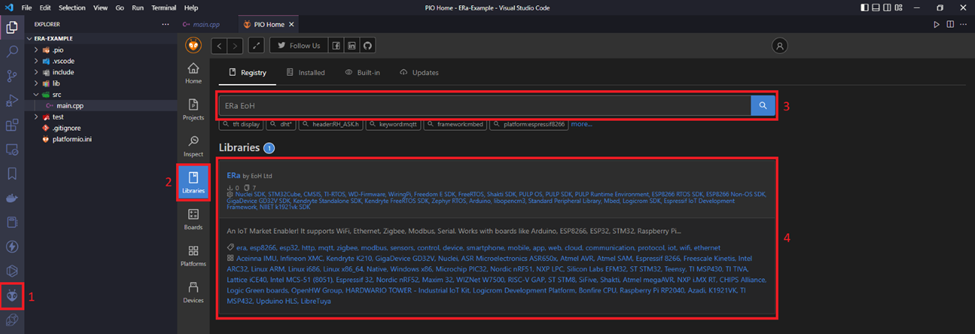 File Edit Selection View Go Run Terminal Help
PIO Home - ERa-Example - Visual Studio Code
EXPLORER
main.cpp
PIO Home
ERA-EXAMPLE
.pio
.vscode
include
lib
src
main.cpp
test
.gitignore
platformio.ini
1
2
Follow Us
Home
Projects
Inspect
Libraries
Boards
Platforms
Devices
Registry
Installed
Built-in
Updates
ERa EoH
3
tft display
dht*
header:RH_ASK.h
keyword:mqtt
framework:mbed
platform:espressif8266
more...
Libraries 1
ERa by EoH Ltd
0 7
Nuclei SDK, STM32Cube, CMSIS, TI-RTOS, WD-Firmware, WiringPi, Freedom E SDK, FreeRTOS, Shakti SDK, PULP OS, PULP SDK, PULP Runtime Environment, ESP8266 RTOS SDK, ESP8266 Non-OS SDK,
GigaDevice GD32V SDK, Kendryte Standalone SDK, Kendryte FreeRTOS SDK, Zephyr RTOS, Arduino, libopencm3, Standard Peripheral Library, Mbed, Logicrom SDK, Espressif IoT Development
Framework, NIIET k1921vk SDK
An IoT Market Enabler! It supports WiFi, Ethernet, Zigbee, Modbus, Serial. Works with boards like Arduino, ESP8266, ESP32, STM32, Raspberry Pi...
4
era, esp8266, esp32, http, mqtt, zigbee, modbus, sensors, control, device, smartphone, mobile, app, web, cloud, communication, protocol, iot, wifi, ethernet
Aceinna IMU, Infineon XMC, Kendryte K210, GigaDevice GD32V, Nuclei, ASR Microelectronics ASR650x, Atmel AVR, Atmel SAM, Espressif 8266, Freescale Kinetis, Intel
ARC32, Linux ARM, Linux i686, Linux x86_64, Native, Windows x86, Microchip PIC32, Nordic nRF51, NXP LPC, Silicon Labs EFM32, ST STM32, Teensy, TI MSP430, TI TIVA,
Lattice iCE40, Intel MCS-51 (8051), Espressif 32, Nordic nRF52, Maxim 32, WIZNet W7500, RISC-V GAP, ST STM8, SiFive, Shakti, Atmel megaAVR, NXP i.MX RT, CHIPS Alliance,
Logic Green boards, OpenHW Group, HARDWARIO TOWER - Industrial IoT Kit, Logicrom Development Platform, Bonfire CPU, Raspberry Pi RP2040, Azadi, K1921VK, TI
MSP432, Upduino HLS, LibreTuya